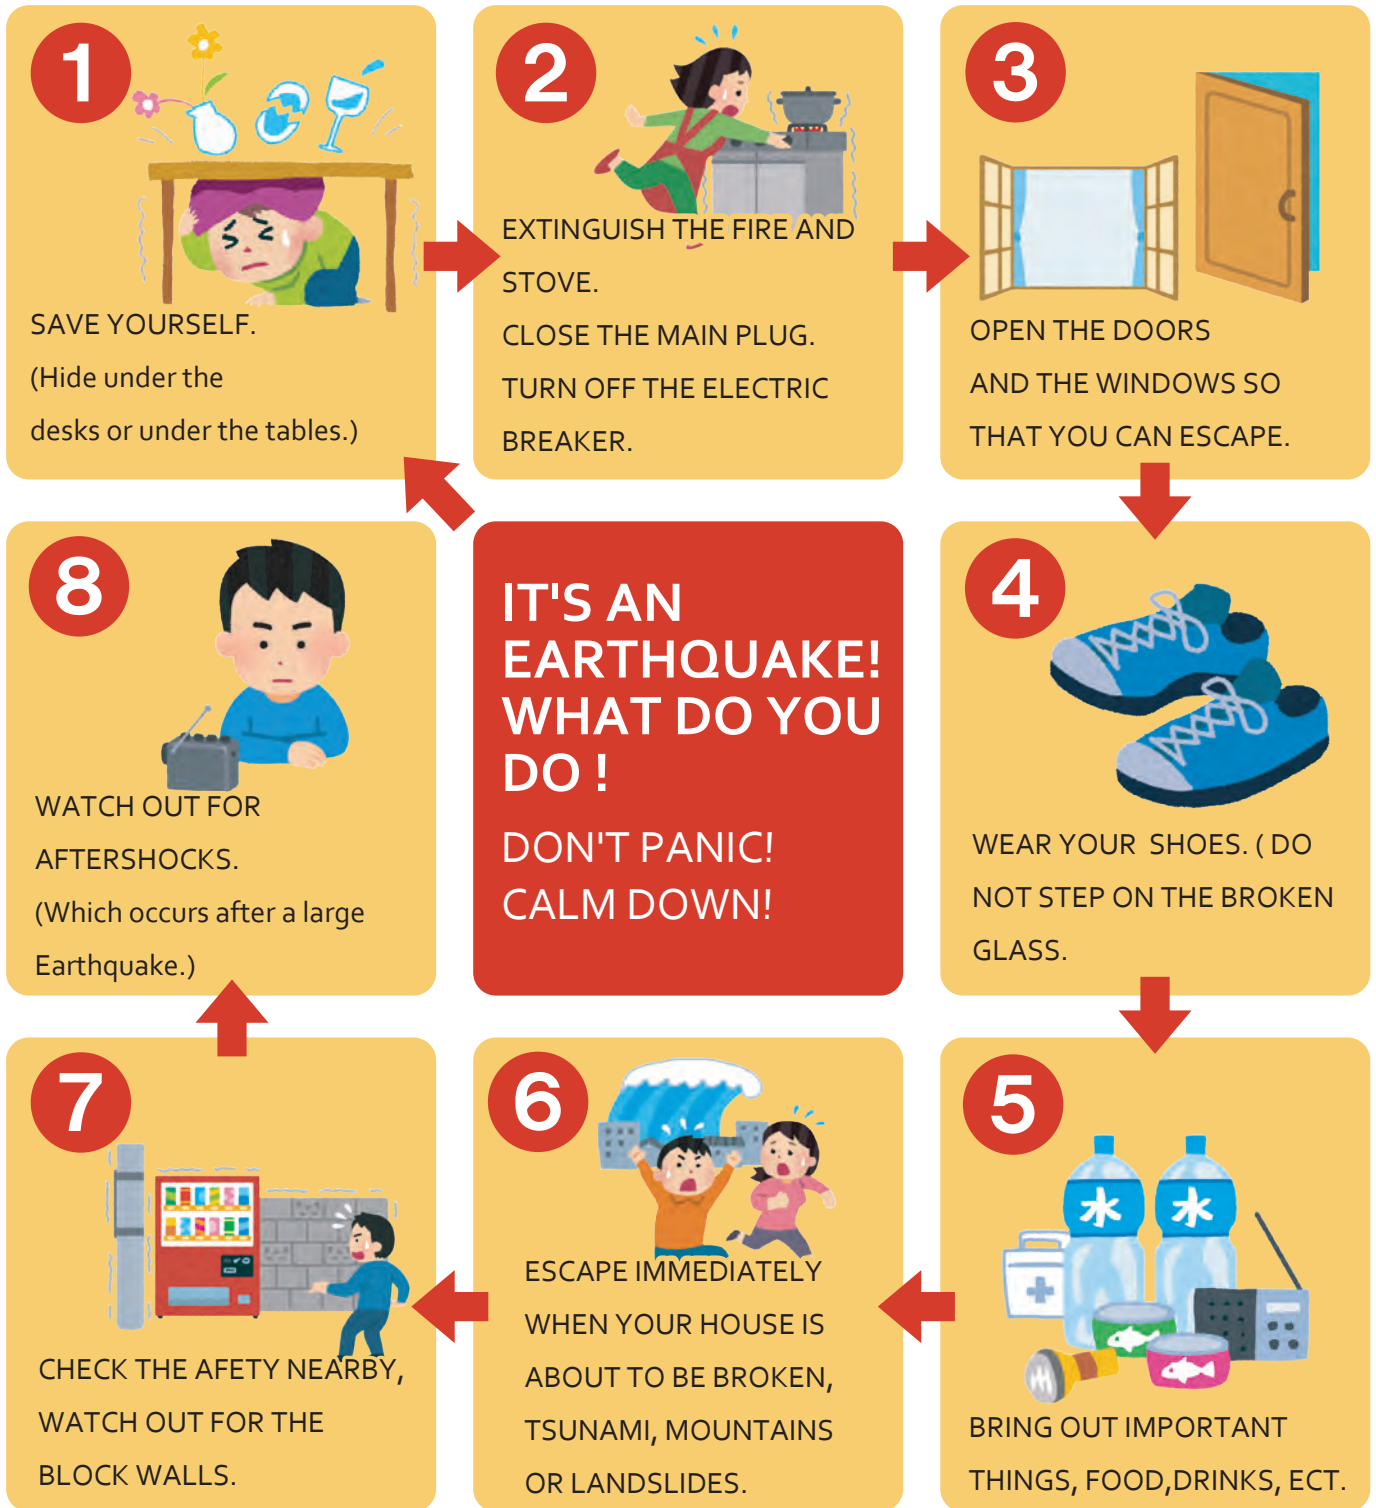 1
SAVE YOURSELF.
(Hide under the
desks or under the tables.)
2
EXTINGUISH THE FIRE AND
STOVE.
CLOSE THE MAIN PLUG.
TURN OFF THE ELECTRIC
BREAKER.
3
OPEN THE DOORS
AND THE WINDOWS SO
THAT YOU CAN ESCAPE.
IT'S AN
EARTHQUAKE!
WHAT DO YOU
DO !
DON'T PANIC!
CALM DOWN!
4
WEAR YOUR SHOES. ( DO
NOT STEP ON THE BROKEN
GLASS.
5
水 水
BRING OUT IMPORTANT
THINGS, FOOD,DRINKS, ECT.
6
ESCAPE IMMEDIATELY
WHEN YOUR HOUSE IS
ABOUT TO BE BROKEN,
TSUNAMI, MOUNTAINS
OR LANDSLIDES.
7
CHECK THE AFETY NEARBY,
WATCH OUT FOR THE
BLOCK WALLS.
8
WATCH OUT FOR
AFTERSHOCKS.
(Which occurs after a large
Earthquake.)